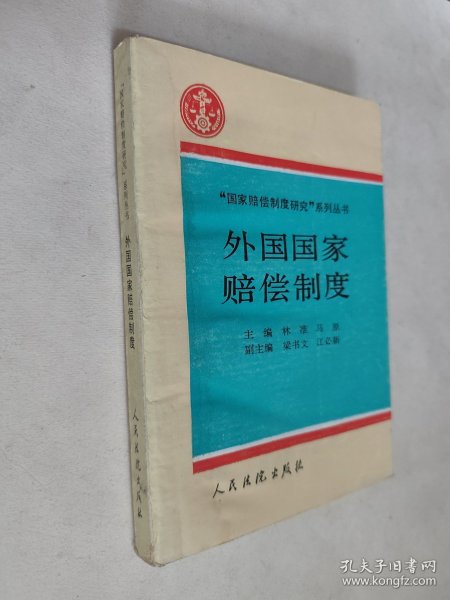 “国家赔偿制度研究”系列丛书
外国国家
赔偿制度
主编 林准 马原
副主编 梁书文 江必新
人民法院出版社
“国家赔偿制度研究”系列丛书
外国国家赔偿制度
人民法院出版社
孔夫子旧书网
www.kongfz.com